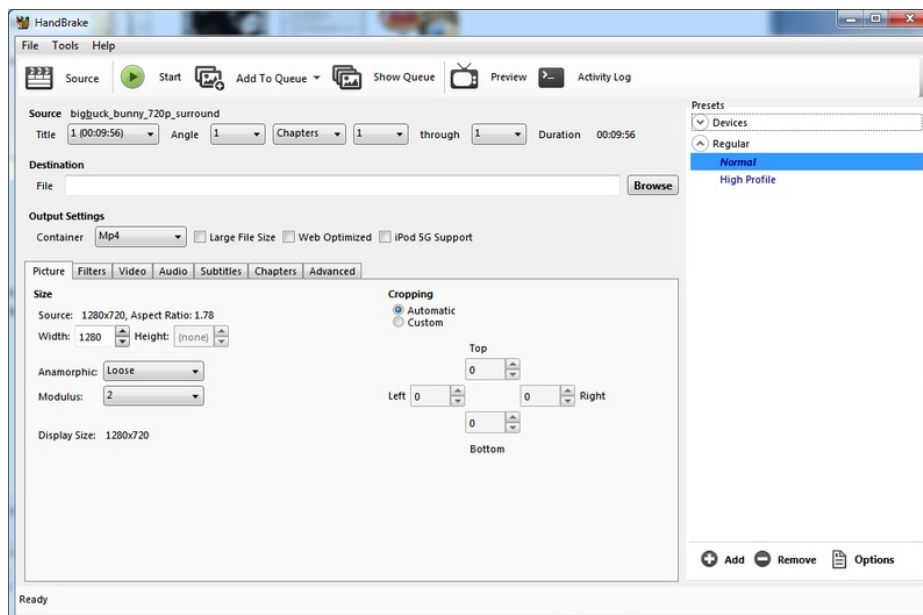 HandBrake
File Tools Help
Source Start Add To Queue Show Queue Preview Activity Log
Source bigbuck_bunny_720p_surround
Title 1 (00:09:56) Angle 1 Chapters 1 through 1 Duration 00:09:56
Destination
File Browse
Output Settings
Container Mp4 Large File Size Web Optimized iPod 5G Support
Picture Filters Video Audio Subtitles Chapters Advanced
Size
Source: 1280x720, Aspect Ratio: 1.78
Width: 1280 Height: (none)
Anamorphic: Loose
Modulus: 2
Display Size: 1280x720
Cropping
Automatic
Custom
Top
0
Left 0 0 Right
0
Bottom
Presets
Devices
Regular
Normal
High Profile
Add Remove Options
Ready